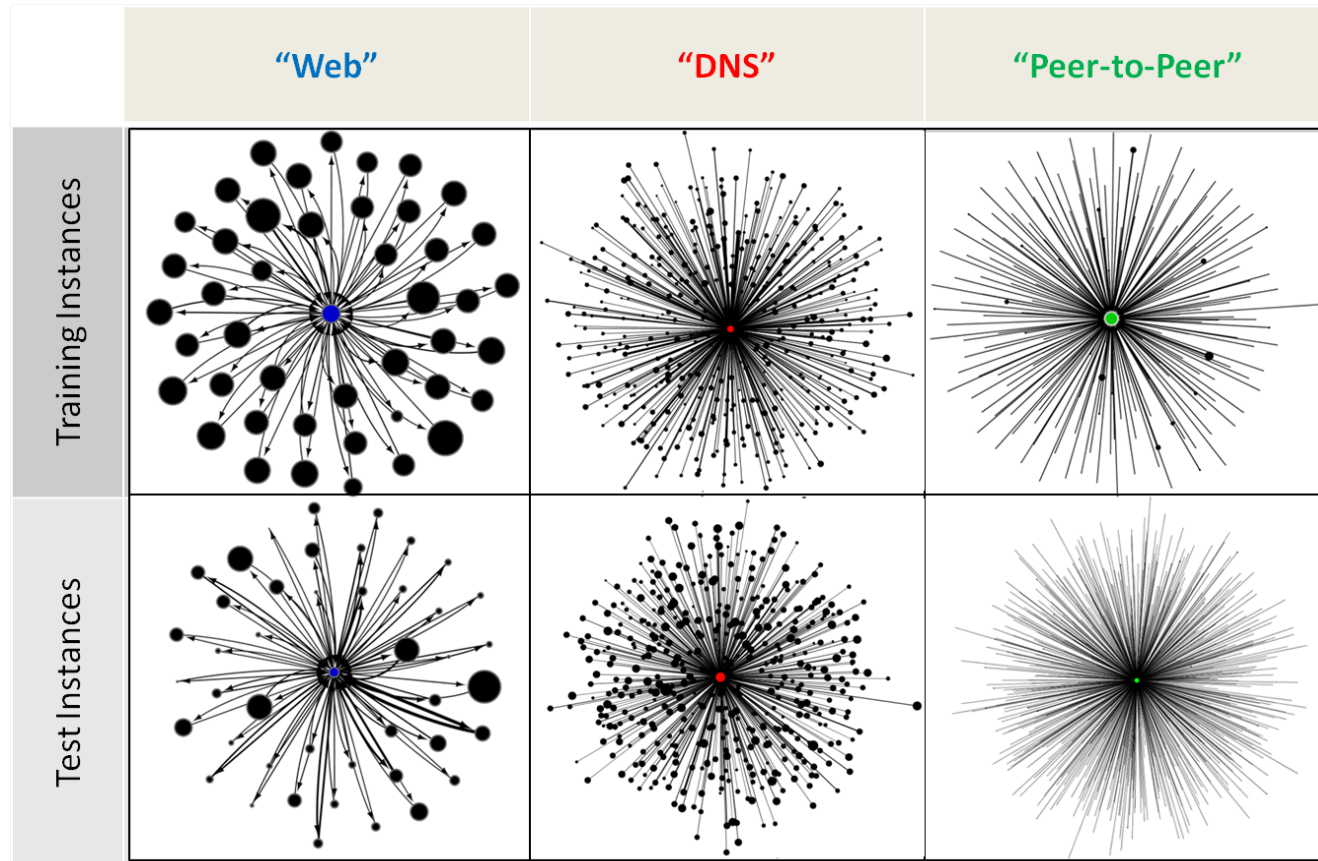 “Web”
“DNS”
“Peer-to-Peer”
Training Instances
Test Instances